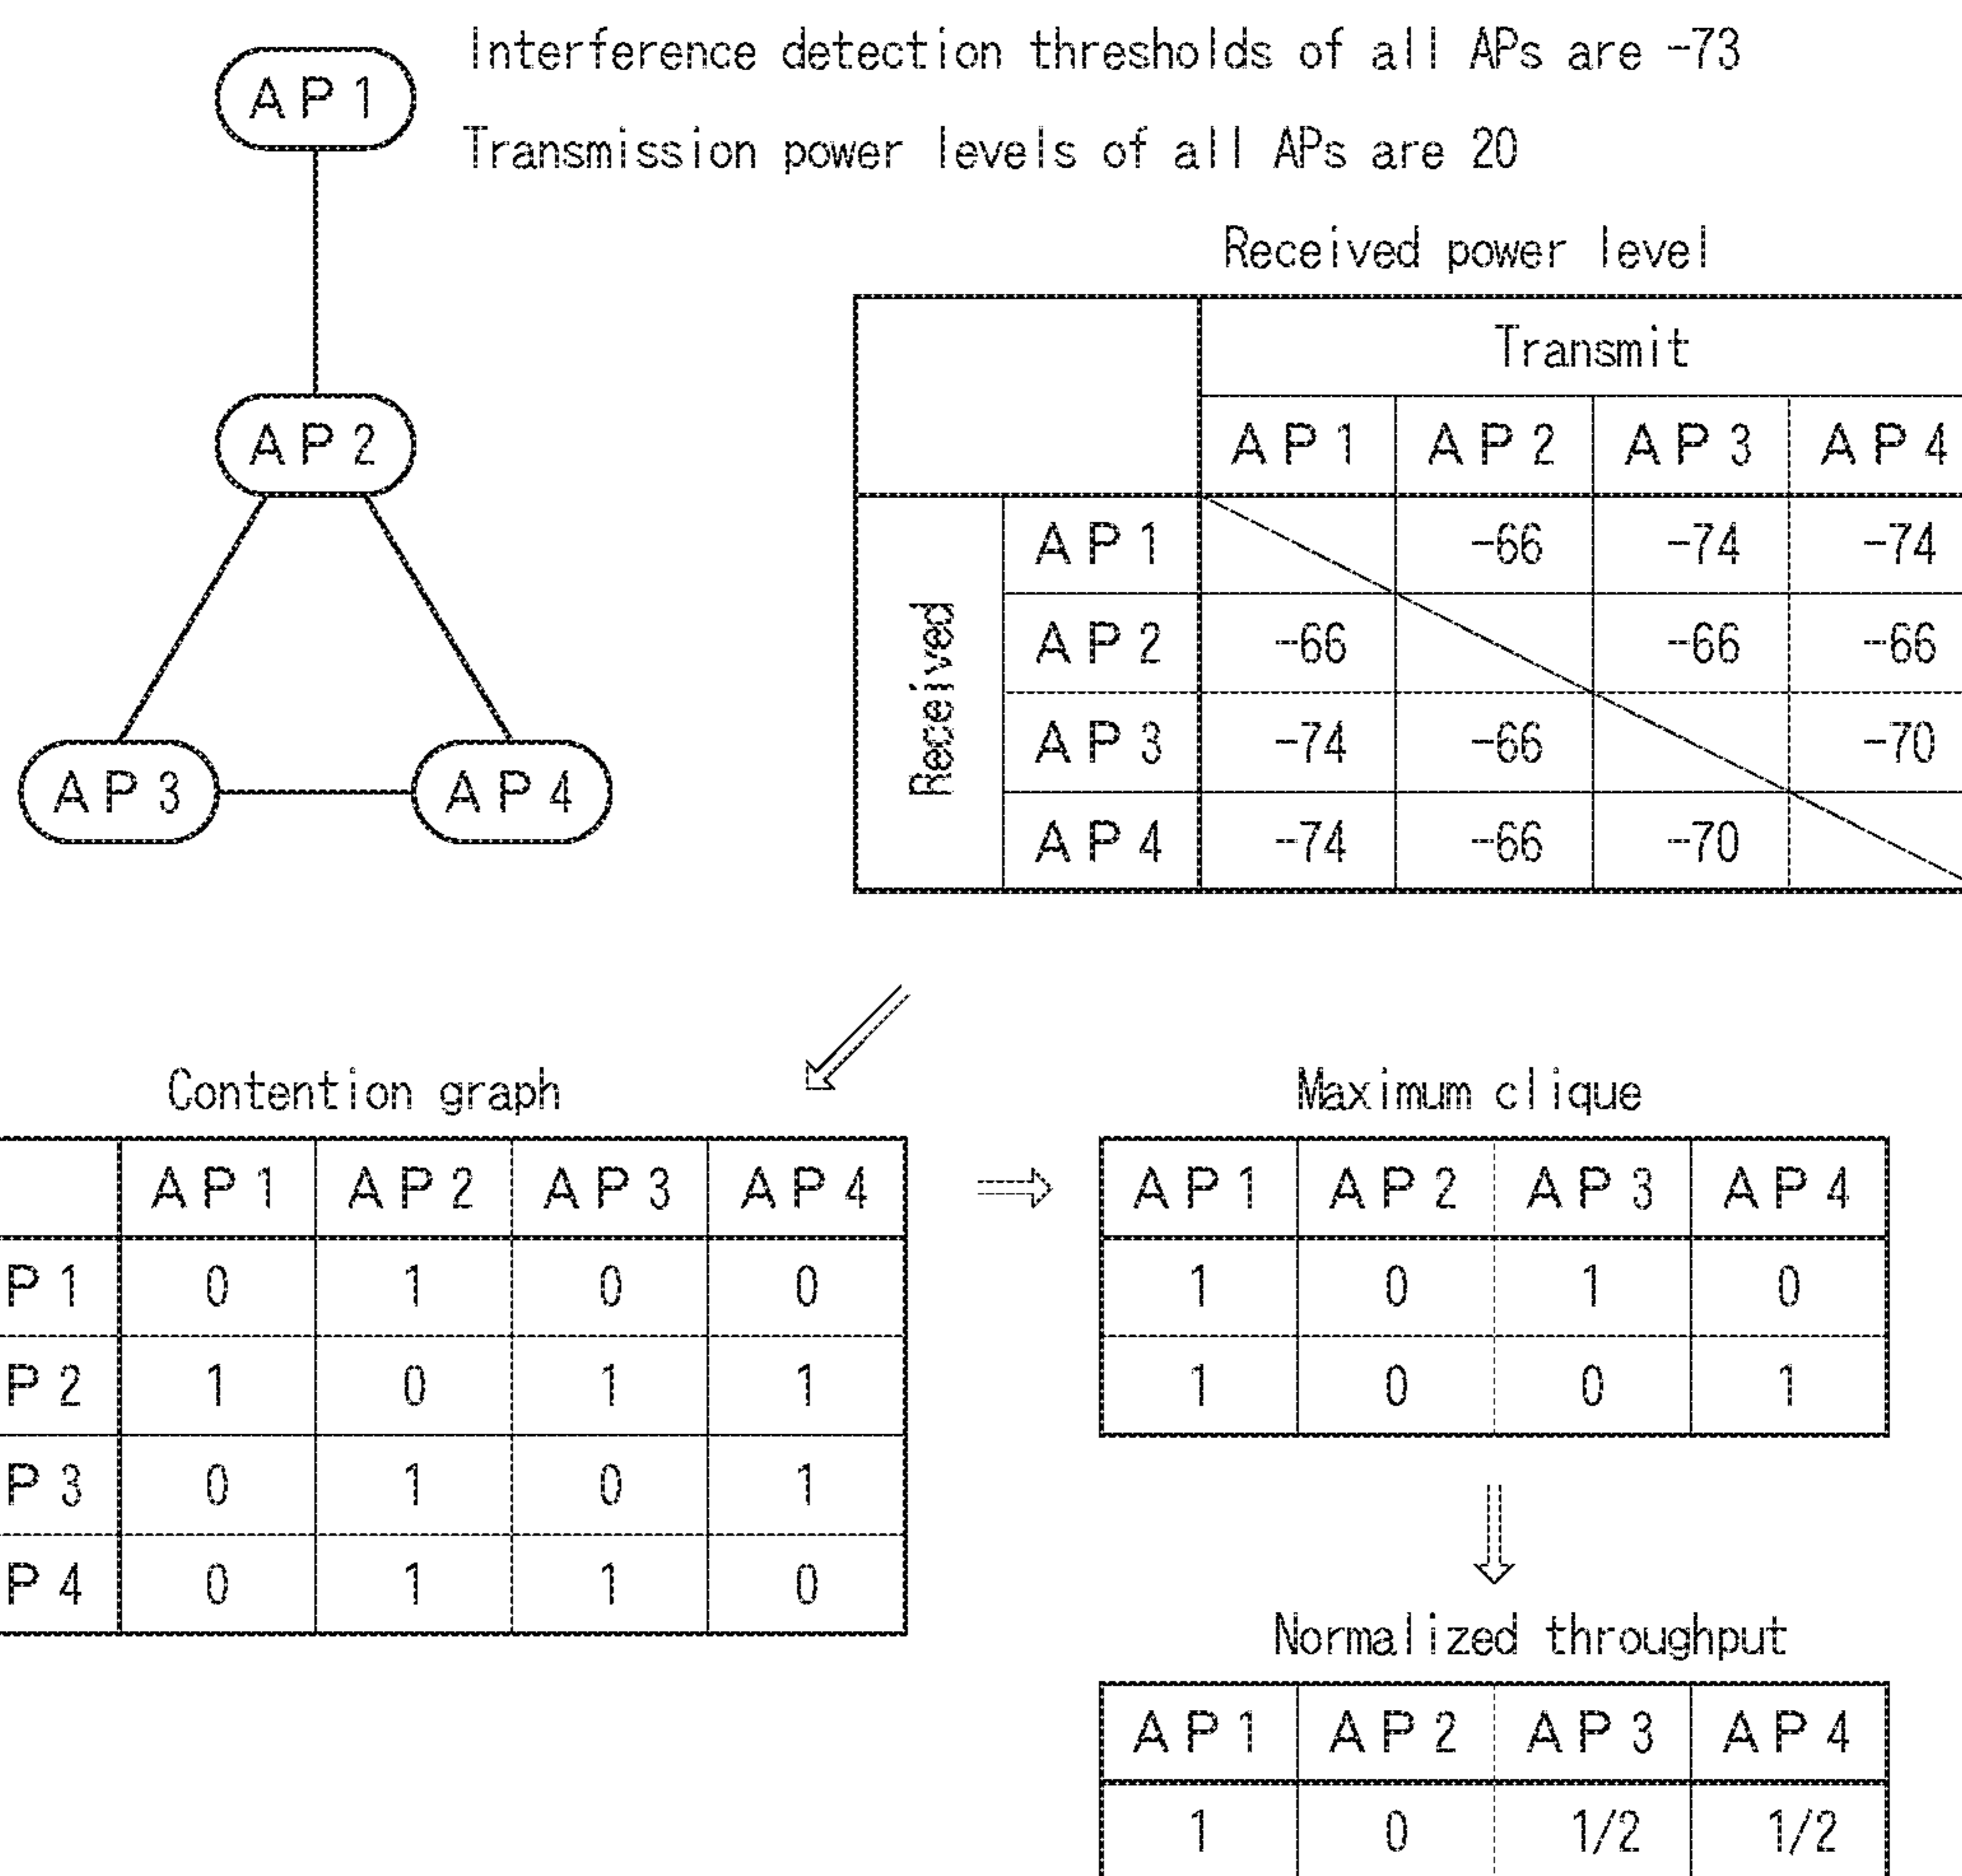 Interference detection thresholds of all APs are -73
Transmission power levels of all APs are 20
AP1
AP2
AP3
AP4
Received power level
Transmit
AP1 AP2 AP3 AP4
Received
AP1 -66 -74 -74
AP2 -66 -66 -66
AP3 -74 -66 -70
AP4 -74 -66 -70
Contention graph
AP1 AP2 AP3 AP4
P1 0 1 0 0
P2 1 0 1 1
P3 0 1 0 1
P4 0 1 1 0
Maximum clique
AP1 AP2 AP3 AP4
1 0 1 0
1 0 0 1
Normalized throughput
AP1 AP2 AP3 AP4
1 0 1/2 1/2